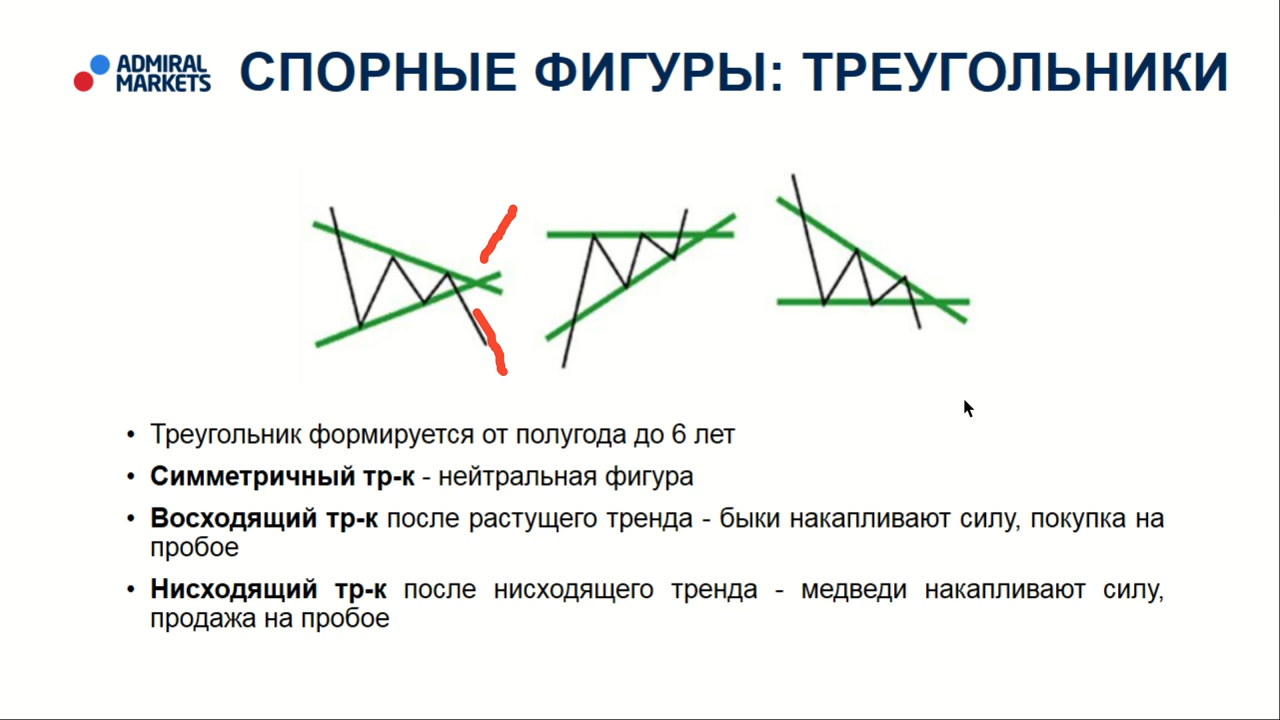 ADMIRAL
MARKETS
СПОРНЫЕ ФИГУРЫ: ТРЕУГОЛЬНИКИ
• Треугольник формируется от полугода до 6 лет
• Симметричный тр-к - нейтральная фигура
• Восходящий тр-к после растущего тренда - быки накапливают силу, покупка на
пробое
• Нисходящий тр-к после нисходящего тренда - медведи накапливают силу,
продажа на пробое